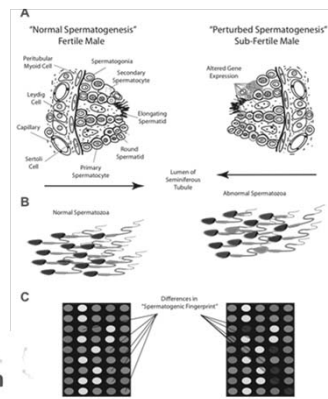 A
"Normal Spermatogenesis"
Fertile Male
"Perturbed Spermatogenesis"
Sub-Fertile Male
Peritubular
Myoid Cell
Spermatogonia
Secondary
Spermatocyte
Altered Gene
Expression
Leydig
Cell
Elongating
Spermatid
Capillary
Round
Spermatid
Sertoli
Cell
Primary
Spermatocyte
Lumen of
Seminiferous
Tubule
B
Normal Spermatozoa
Abnormal Spermatozoa
C
Differences in
"Spermatogenic Fingerprint"